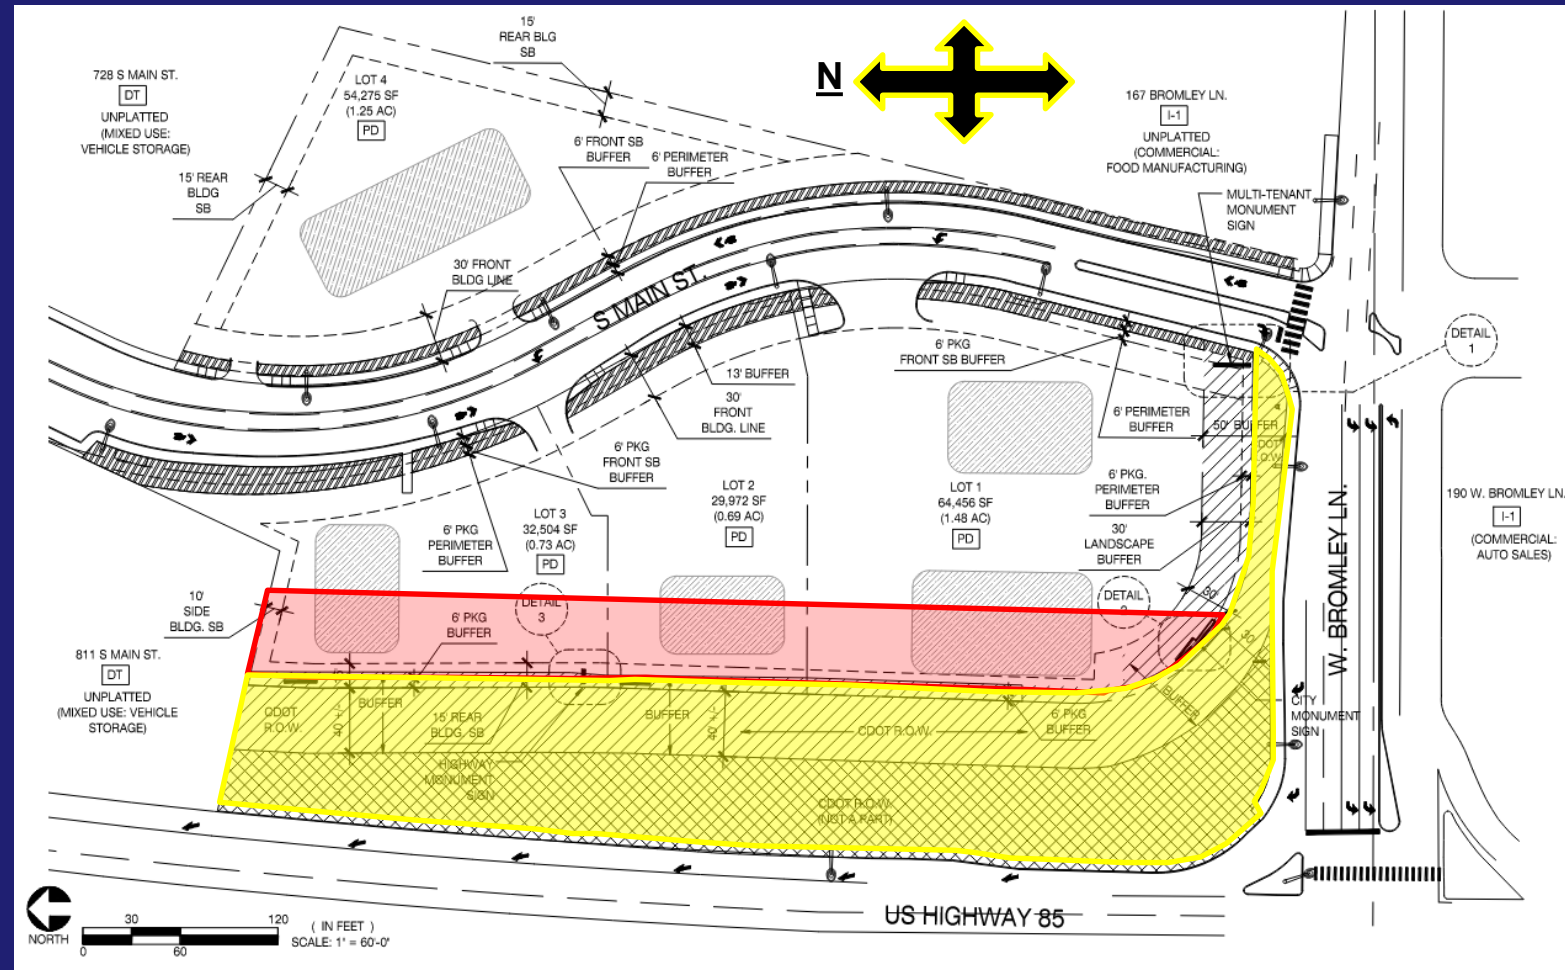 15'
REAR BLG
SB
728 S MAIN ST.
DT
UNPLATTED
(MIXED USE:
VEHICLE STORAGE)
LOT 4
54,275 SF
(1.25 AC)
PD
N
167 BROMLEY LN.
I-1
UNPLATTED
(COMMERCIAL:
FOOD MANUFACTURING)
6' FRONT SB
BUFFER
6' PERIMETER
BUFFER
15' REAR
BLDG
SB
MULTI-TENANT
MONUMENT
SIGN
30' FRONT
BLDG LINE
S MAIN ST.
DETAIL
1
6' PKG
FRONT SB BUFFER
13' BUFFER
30'
FRONT
BLDG. LINE
6' PERIMETER
BUFFER
50' BUFFER
CDOT
R.O.W.
6' PKG
FRONT SB
BUFFER
LOT 2
29,972 SF
(0.69 AC)
PD
LOT 1
64,456 SF
(1.48 AC)
PD
6' PKG.
PERIMETER
BUFFER
190 W. BROMLEY LN.
I-1
(COMMERCIAL:
AUTO SALES)
LOT 3
32,504 SF
(0.73 AC)
PD
6' PKG
PERIMETER
BUFFER
30'
LANDSCAPE
BUFFER
W. BROMLEY LN.
10'
SIDE
BLDG. SB
DETAIL
3
6' PKG
BUFFER
DETAIL
2
30'
30'
811 S MAIN ST.
DT
UNPLATTED
(MIXED USE: VEHICLE
STORAGE)
CDOT
R.O.W.
40 +/-
BUFFER
15' REAR
BLDG. SB
BUFFER
40 +/-
CDOT R.O.W.
6' PKG
BUFFER
BUFFER
CITY
MONUMENT
SIGN
HIGHWAY
MONUMENT
SIGN
CDOT R.O.W.
(NOT A PART)
US HIGHWAY 85
NORTH
30
120
0
60
( IN FEET )
SCALE: 1' = 60'-0"